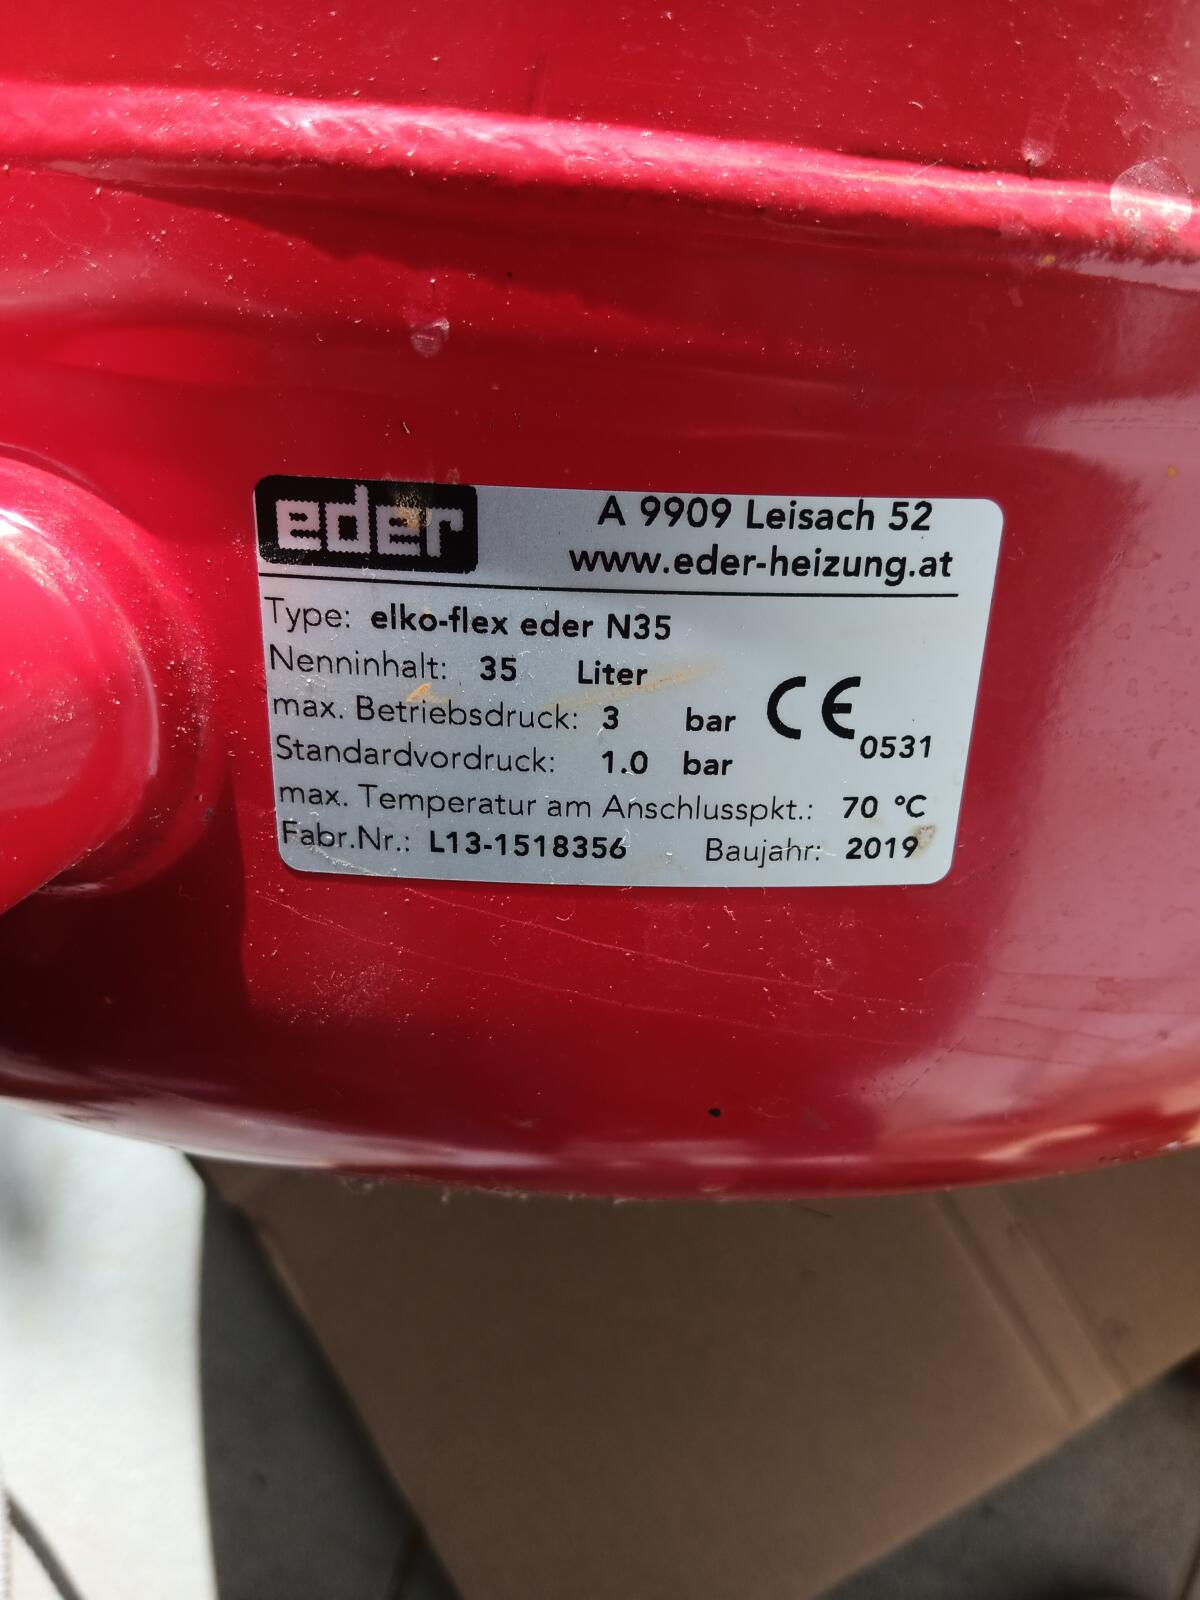 eder
A 9909 Leisach 52
www.eder-heizung.at
Type: elko-flex eder N35
Nenninhalt: 35 Liter
max. Betriebsdruck: 3 bar
CE 0531
Standardvordruck: 1.0 bar
max. Temperatur am Anschlusspkt.: 70 °C
Fabr.Nr.: L13-1518356 Baujahr: 2019